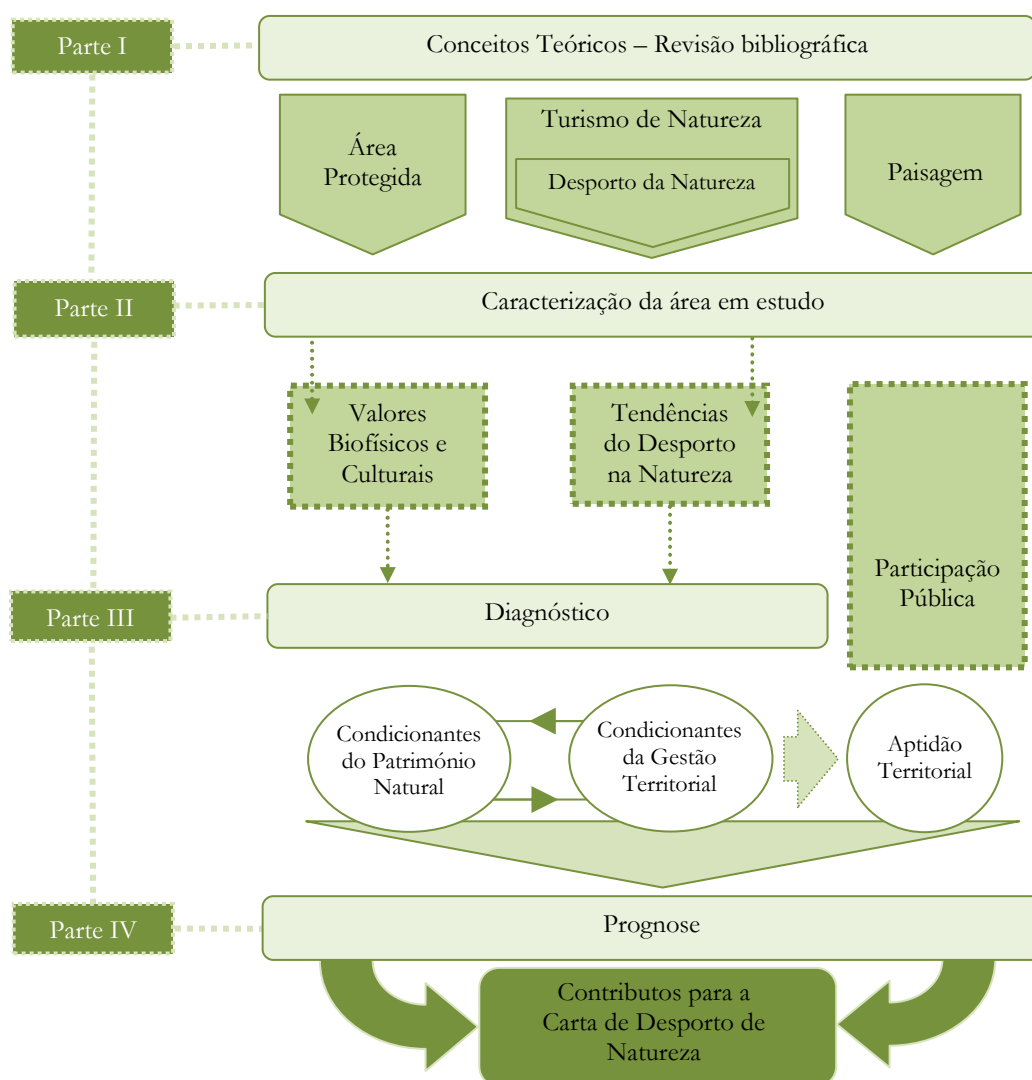 Parte I
Conceitos Teóricos – Revisão bibliográfica
Área
Protegida
Turismo de Natureza
Desporto da Natureza
Paisagem
Parte II
Caracterização da área em estudo
Valores
Biofísicos e
Culturais
Tendências
do Desporto
na Natureza
Participação
Pública
Parte III
Diagnóstico
Condicionantes
do Património
Natural
Condicionantes
da Gestão
Territorial
Aptidão
Territorial
Parte IV
Prognose
Contributos para a
Carta de Desporto de
Natureza